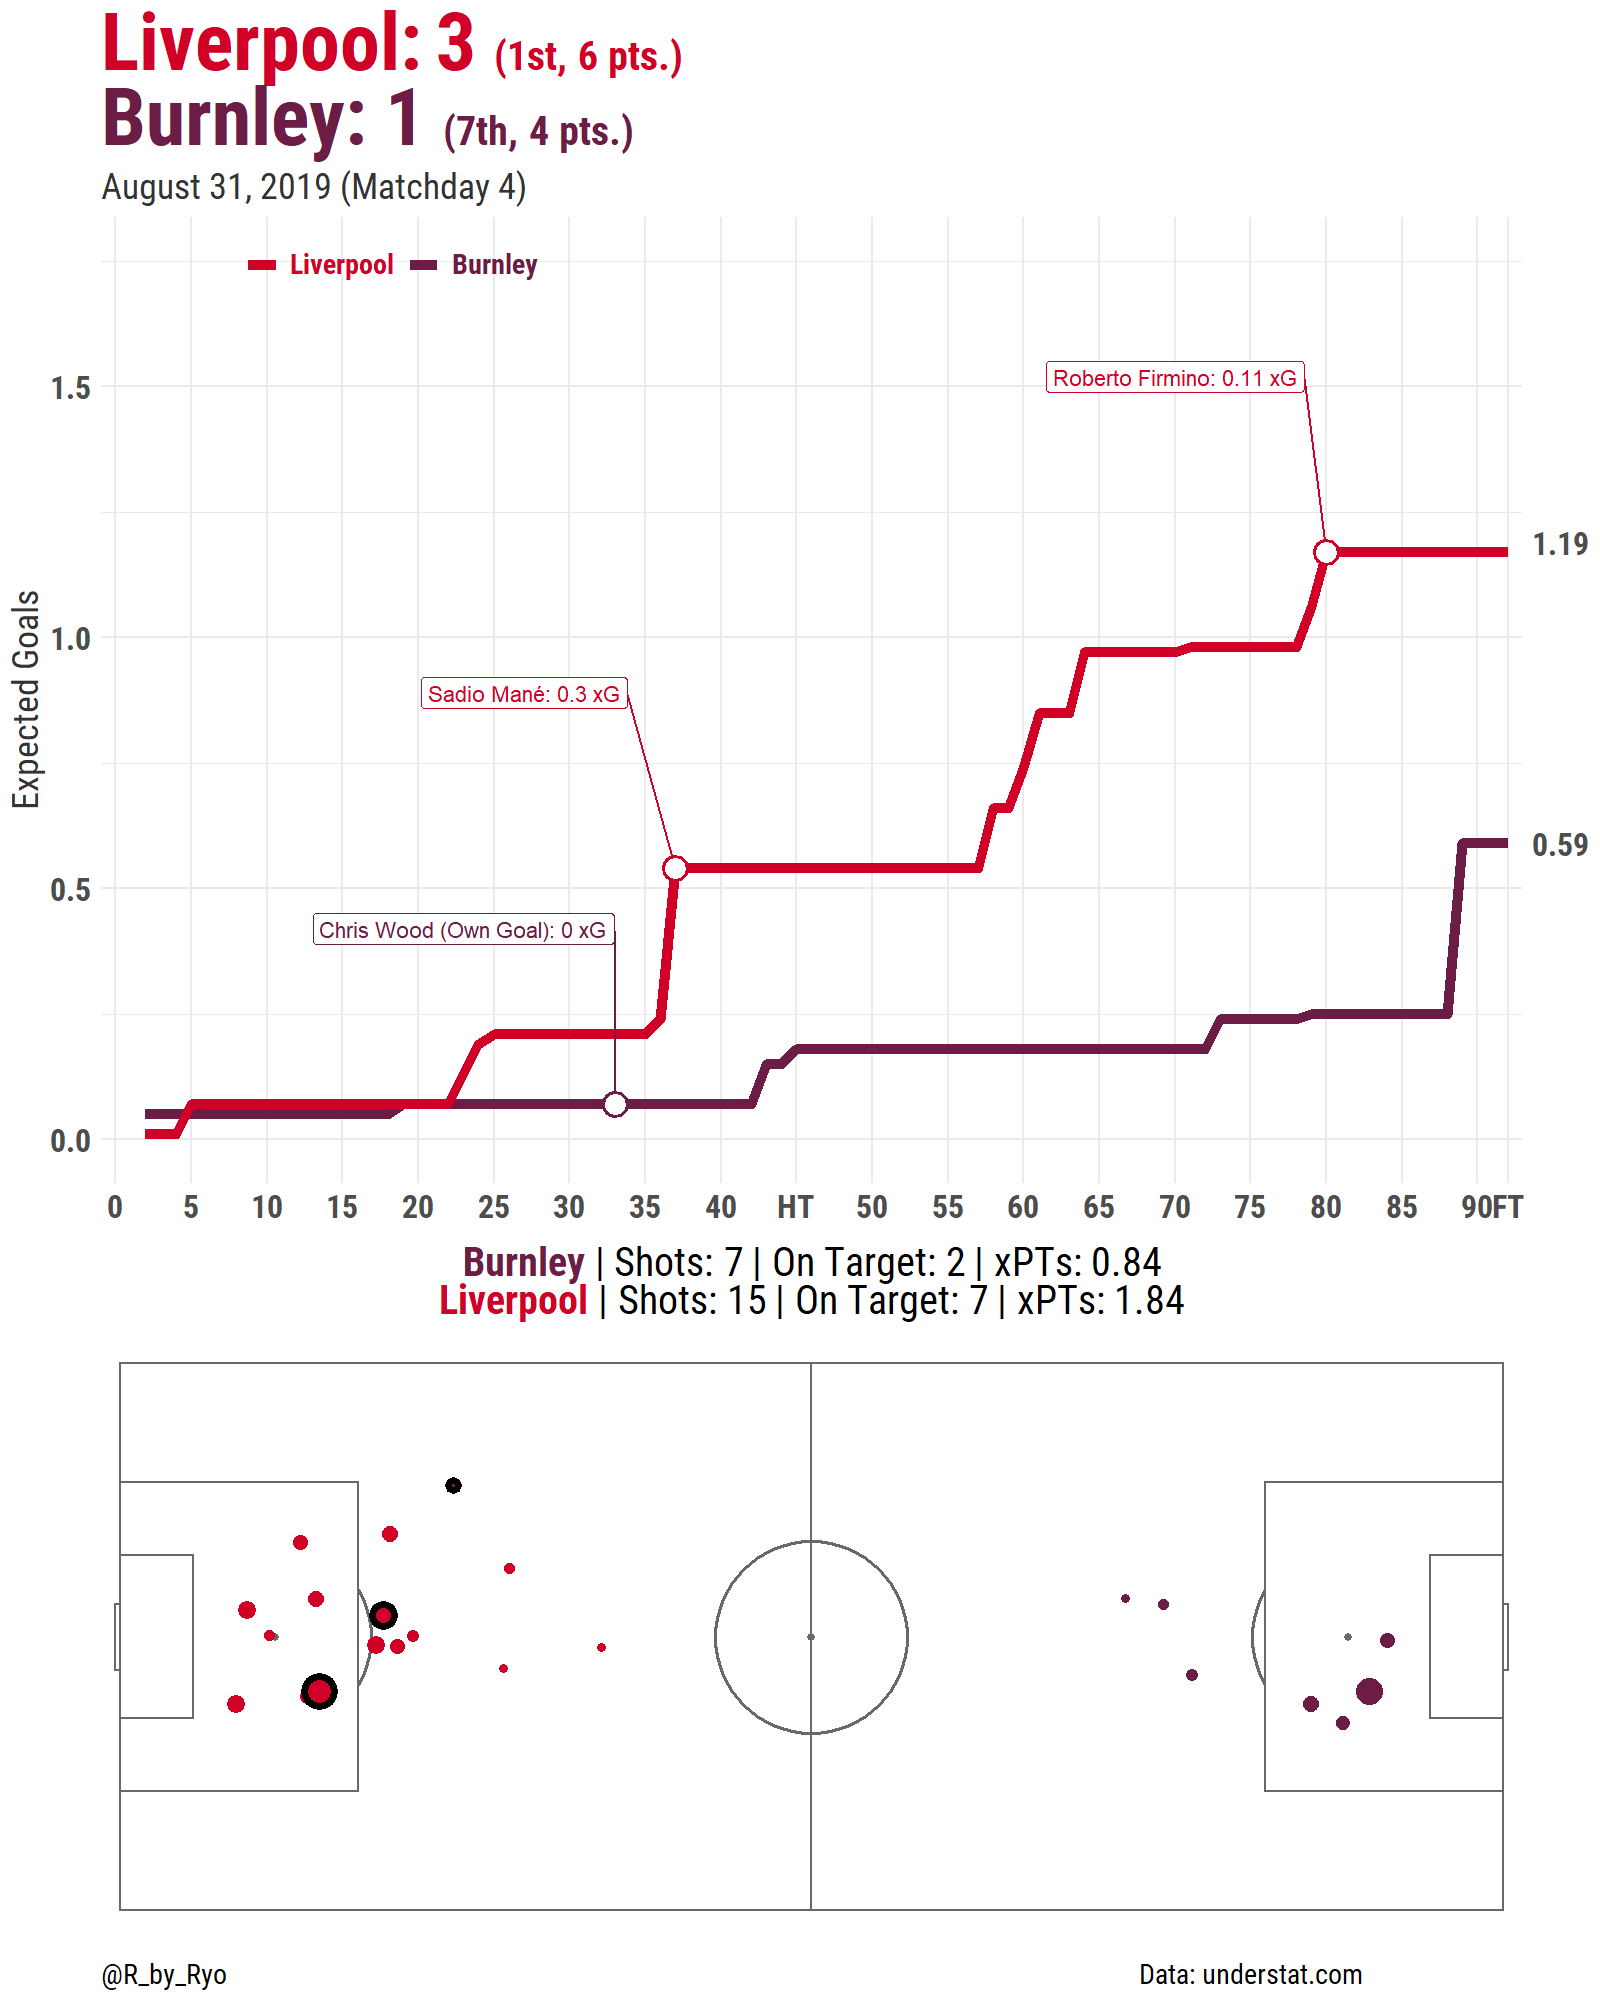 Liverpool: 3 (1st, 6 pts.)
Burnley: 1 (7th, 4 pts.)
August 31, 2019 (Matchday 4)
Liverpool Burnley
Expected Goals
1.5
1.0
0.5
0.0
Roberto Firmino: 0.11 xG
1.19
Sadio Mané: 0.3 xG
0.59
Chris Wood (Own Goal): 0 xG
0 5 10 15 20 25 30 35 40 HT 50 55 60 65 70 75 80 85 90 FT
Burnley | Shots: 7 | On Target: 2 | xPTs: 0.84
Liverpool | Shots: 15 | On Target: 7 | xPTs: 1.84
@R_by_Ryo
Data: understat.com